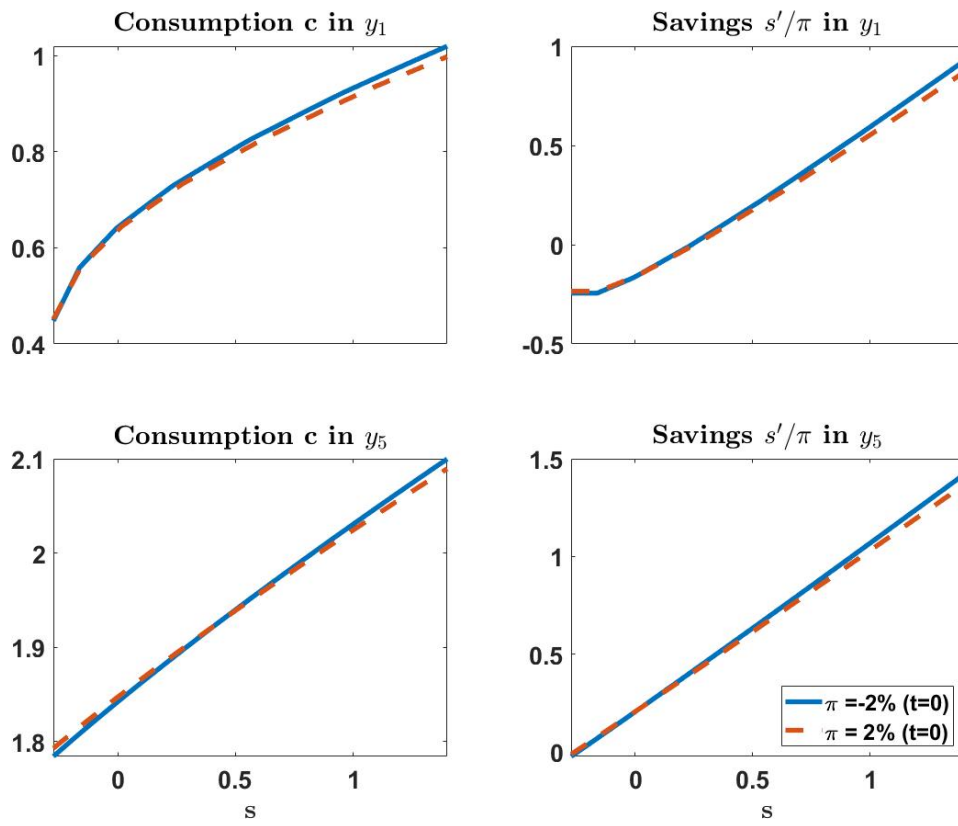 Consumption c in y₁
1
0.8
0.6
0.4
Savings s′/π in y₁
1
0.5
0
-0.5
Consumption c in y₅
2.1
2
1.9
1.8
0 0.5 1
s
Savings s′/π in y₅
1.5
1
0.5
0
0 0.5 1
s
π =-2% (t=0)
π = 2% (t=0)